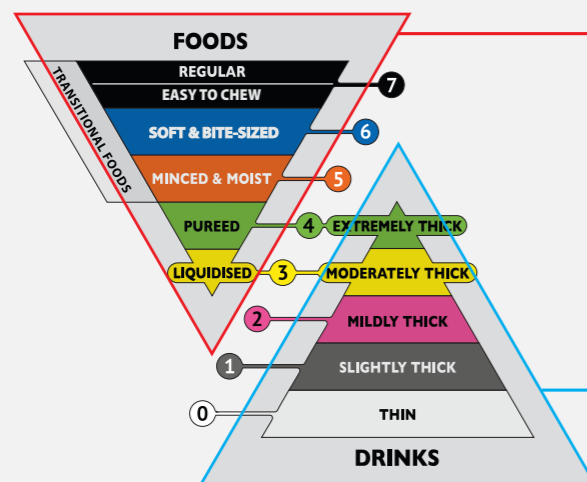 FOODS
REGULAR
EASY TO CHEW
7
TRANSITIONAL FOODS
SOFT & BITE-SIZED
6
MINCED & MOIST
5
PUREED
4
EXTREMELY THICK
LIQUIDISED
3
MODERATELY THICK
2
MILDLY THICK
1
SLIGHTLY THICK
0
THIN
DRINKS